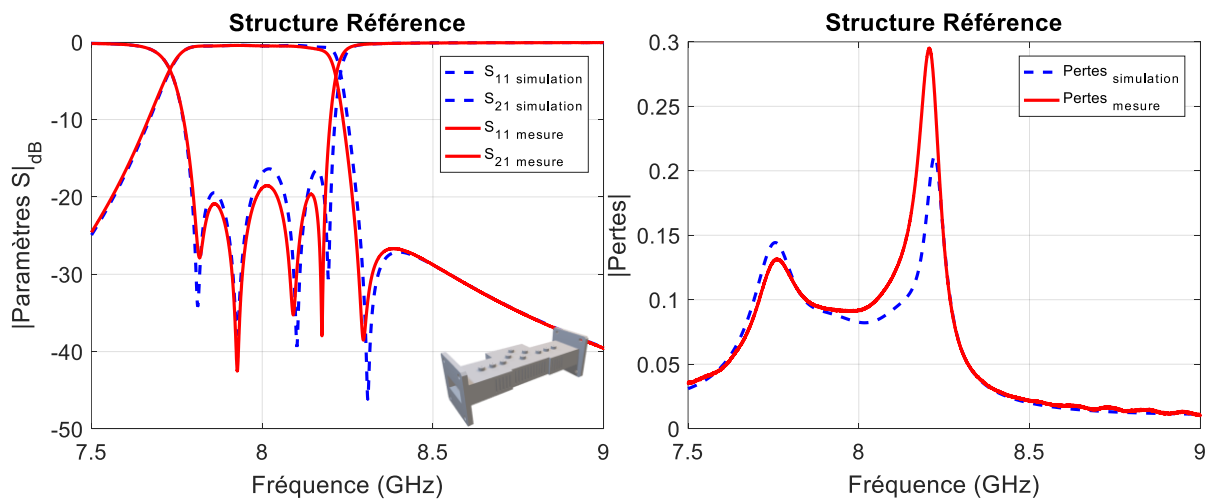 Structure Référence
|Paramètres S|dB
0
-10
-20
-30
-40
-50
7.5
8
8.5
9
Fréquence (GHz)
S11 simulation
S21 simulation
S11 mesure
S21 mesure
Structure Référence
|Pertes|
0.3
0.25
0.2
0.15
0.1
0.05
0
7.5
8
8.5
9
Fréquence (GHz)
Pertes simulation
Pertes mesure